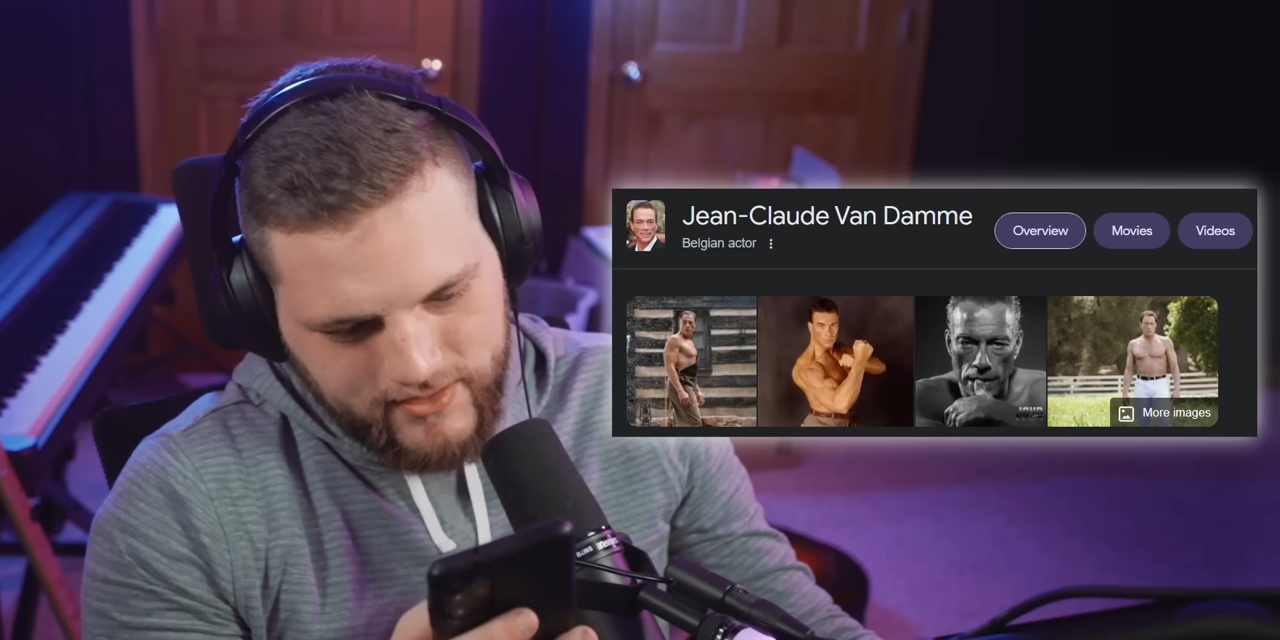 Jean-Claude Van Damme
Belgian actor
Overview
Movies
Videos
More images